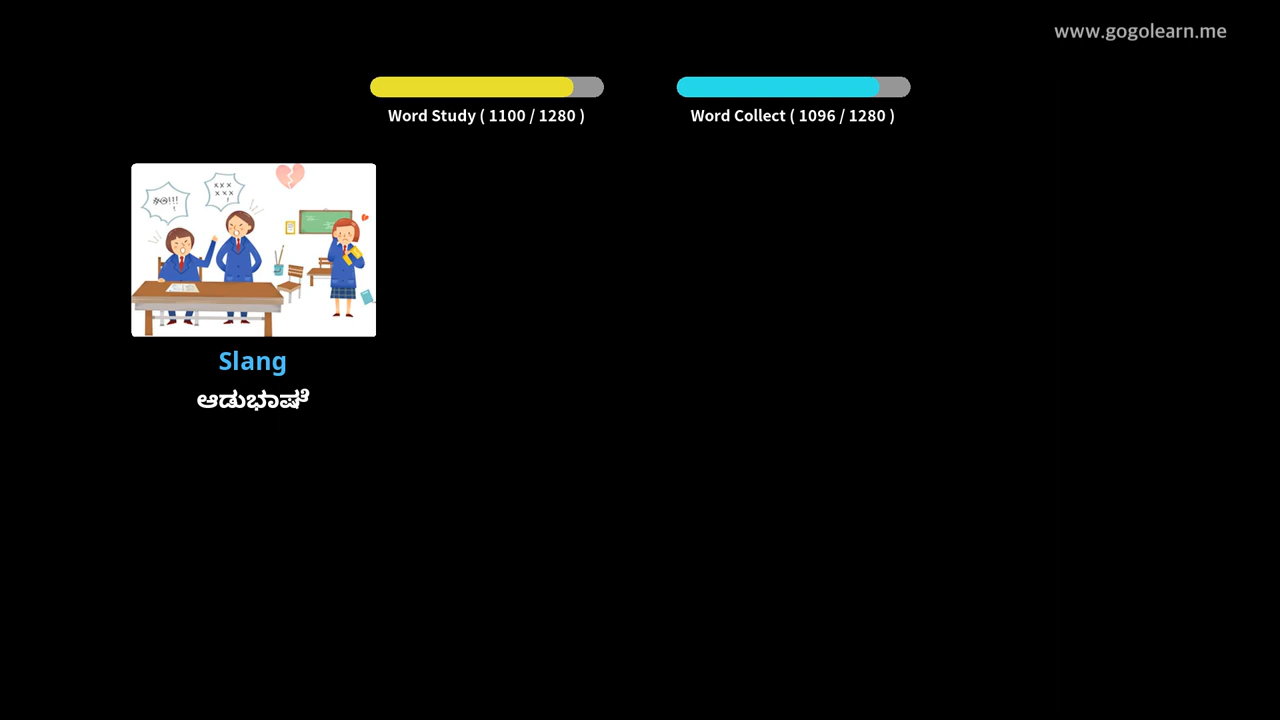 www.gogolearn.me
Word Study ( 1100 / 1280 )
Word Collect ( 1096 / 1280 )
#@!!!
x x x
x x x
!
Slang
ಆಡುಭಾಷೆ